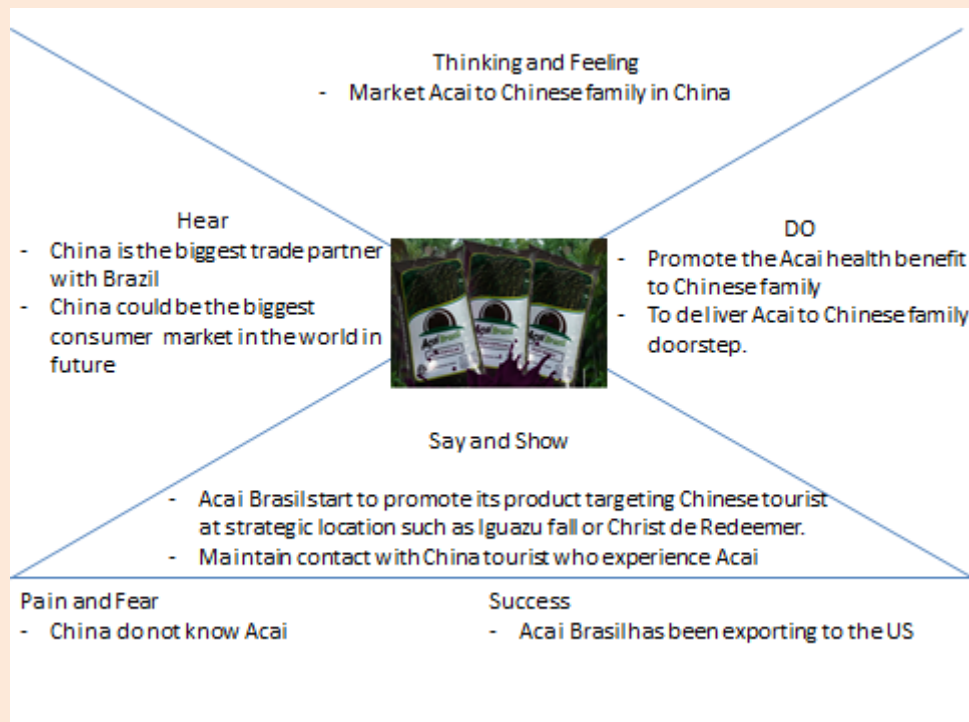 Thinking and Feeling
- Market Acai to Chinese family in China
Hear
- China is the biggest trade partner
with Brazil
- China could be the biggest
consumer market in the world in
future
Acai Brasil
DO
- Promote the Acai health benefit
to Chinese family
- To deliver Acai to Chinese family
doorstep.
Say and Show
- Acai Brasil start to promote its product targeting Chinese tourist
at strategic location such as Iguazu fall or Christ de Redeemer.
- Maintain contact with China tourist who experience Acai
Pain and Fear
- China do not know Acai
Success
- Acai Brasil has been exporting to the US